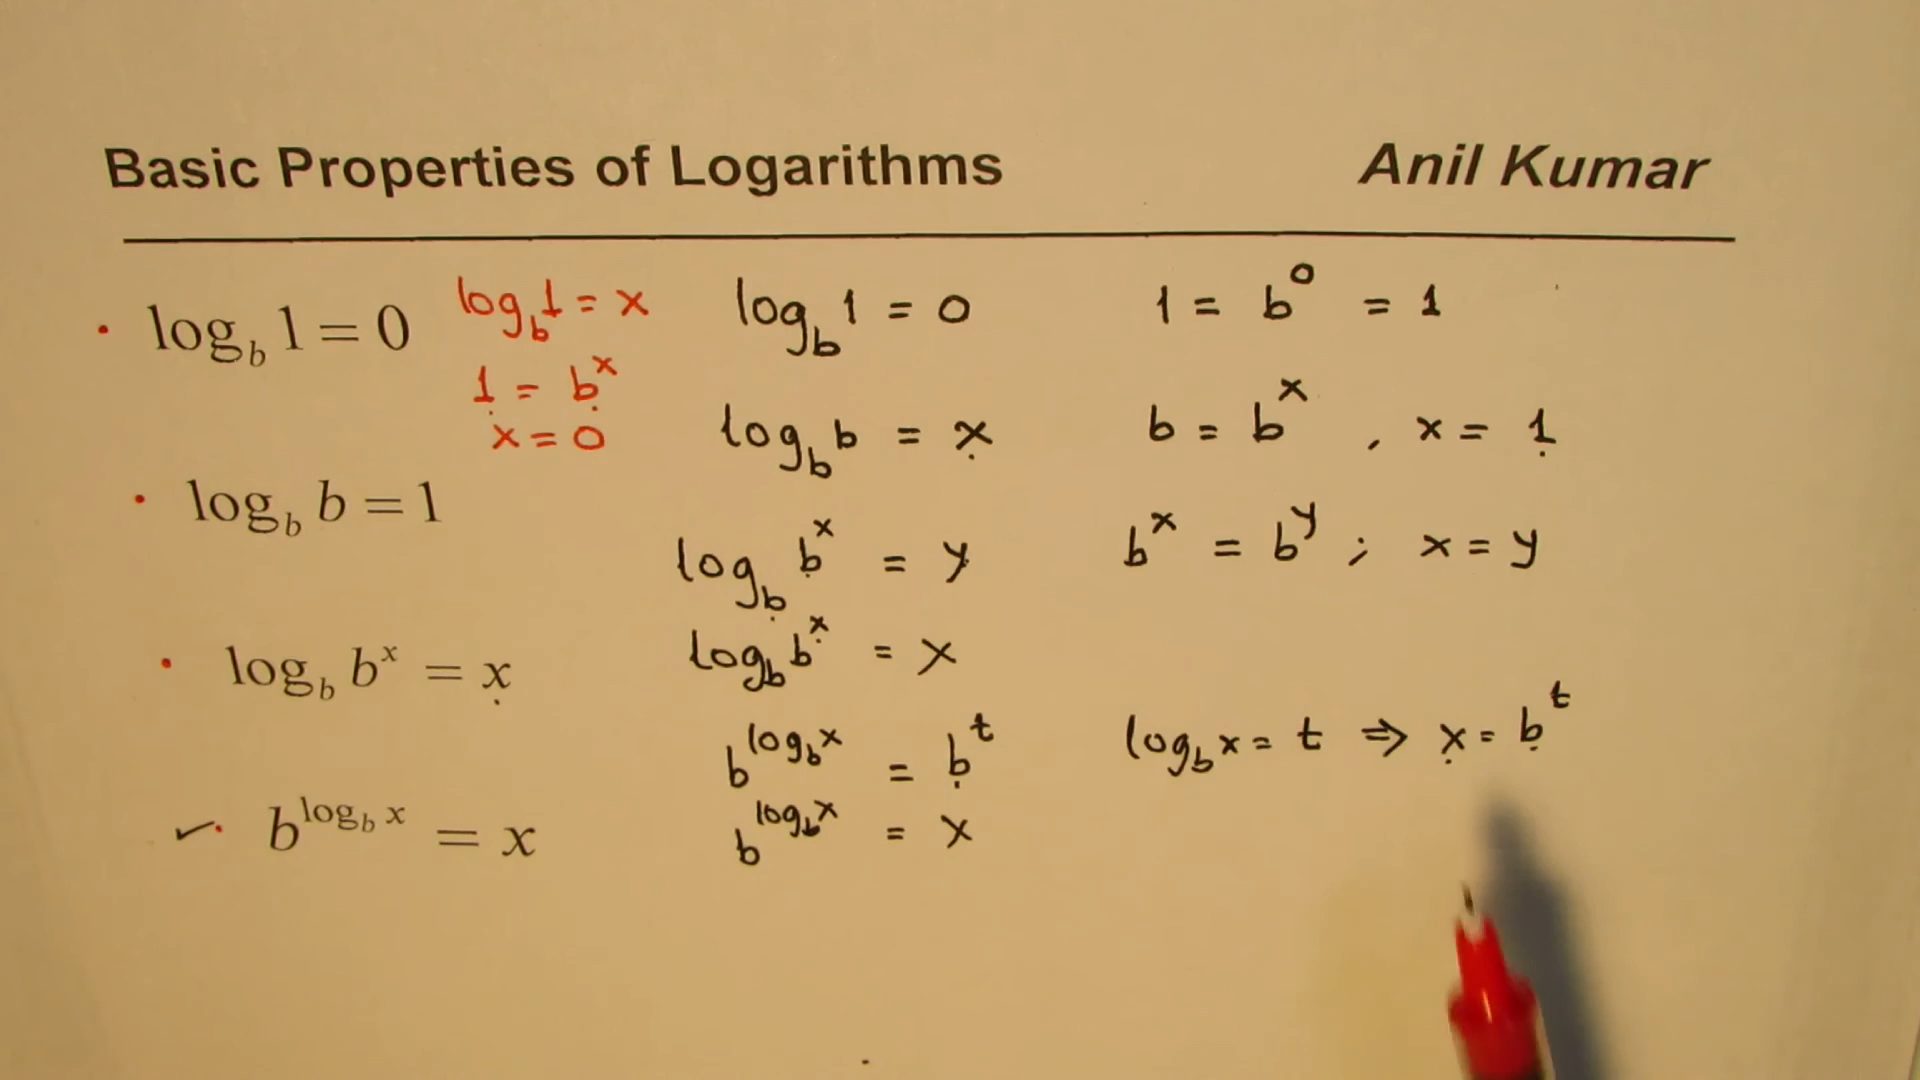 Basic Properties of Logarithms Anil Kumar
log_b 1 = 0
log_b 1 = x
1 = b^x
x = 0
log_b 1 = 0 1 = b^0 = 1
log_b b = x b = b^x , x = 1
log_b b = 1
log_b b^x = y b^x = b^y ; x = y
log_b b^x = x
log_b b^x = x
b^(log_b x) = b^t log_b x = t ⇒ x = b^t
✓ b^(log_b x) = x
b^(log_b x) = x